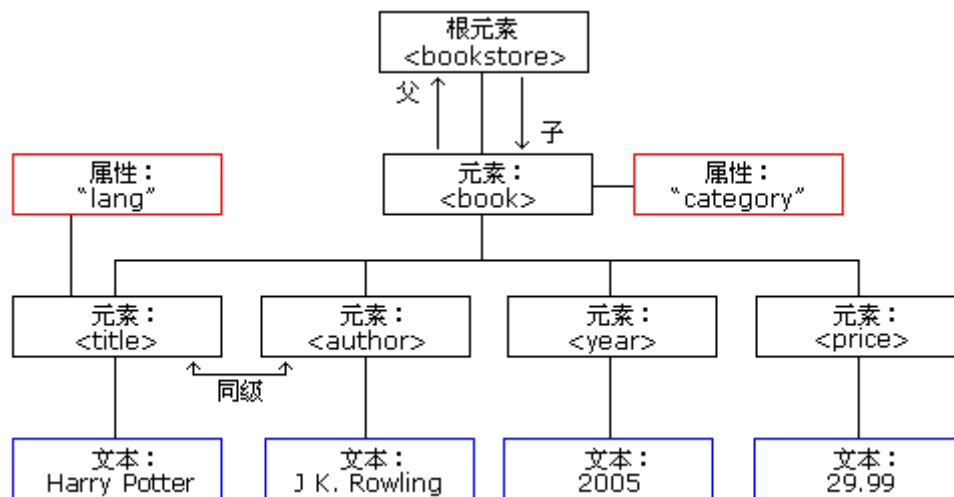 根元素
<bookstore>
父
子
属性：
"lang"
元素：
<book>
属性：
"category"
元素：
<title>
元素：
<author>
元素：
<year>
元素：
<price>
同级
文本：
Harry Potter
文本：
J K. Rowling
文本：
2005
文本：
29.99